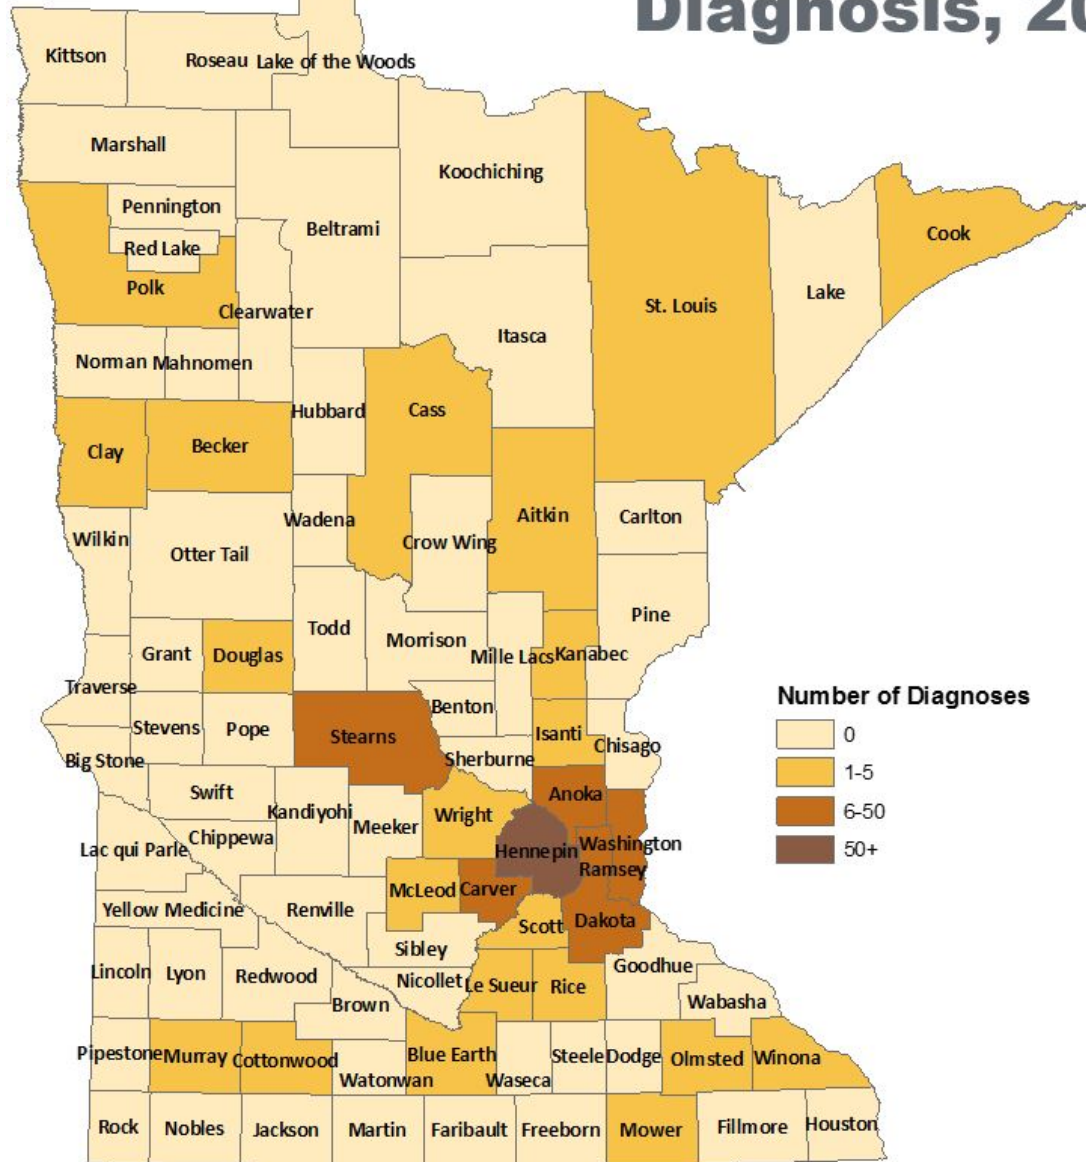 Diagnosis, 20
Kittson
Roseau
Lake of the Woods
Marshall
Koochiching
Pennington
Beltrami
Red Lake
Cook
Polk
Lake
St. Louis
Clearwater
Itasca
Norman
Mahnomen
Hubbard
Cass
Becker
Clay
Aitkin
Carlton
Wadena
Wilkin
Crow Wing
Otter Tail
Pine
Todd
Morrison
Grant
Douglas
Mille Lacs
Kanabec
Traverse
Benton
Stevens
Pope
Stearns
Isanti
Chisago
Big Stone
Sherburne
Swift
Anoka
Kandiyohi
Wright
Meeker
Chippewa
Washington
Lac qui Parle
Hennepin
Ramsey
McLeod
Carver
Yellow Medicine
Renville
Dakota
Scott
Sibley
Goodhue
Lincoln
Lyon
Redwood
Nicollet
Le Sueur
Rice
Brown
Wabasha
Pipestone
Murray
Cottonwood
Blue Earth
Steele
Dodge
Olmsted
Winona
Watonwan
Waseca
Rock
Nobles
Jackson
Martin
Faribault
Freeborn
Mower
Fillmore
Houston
Number of Diagnoses
0
1-5
6-50
50+